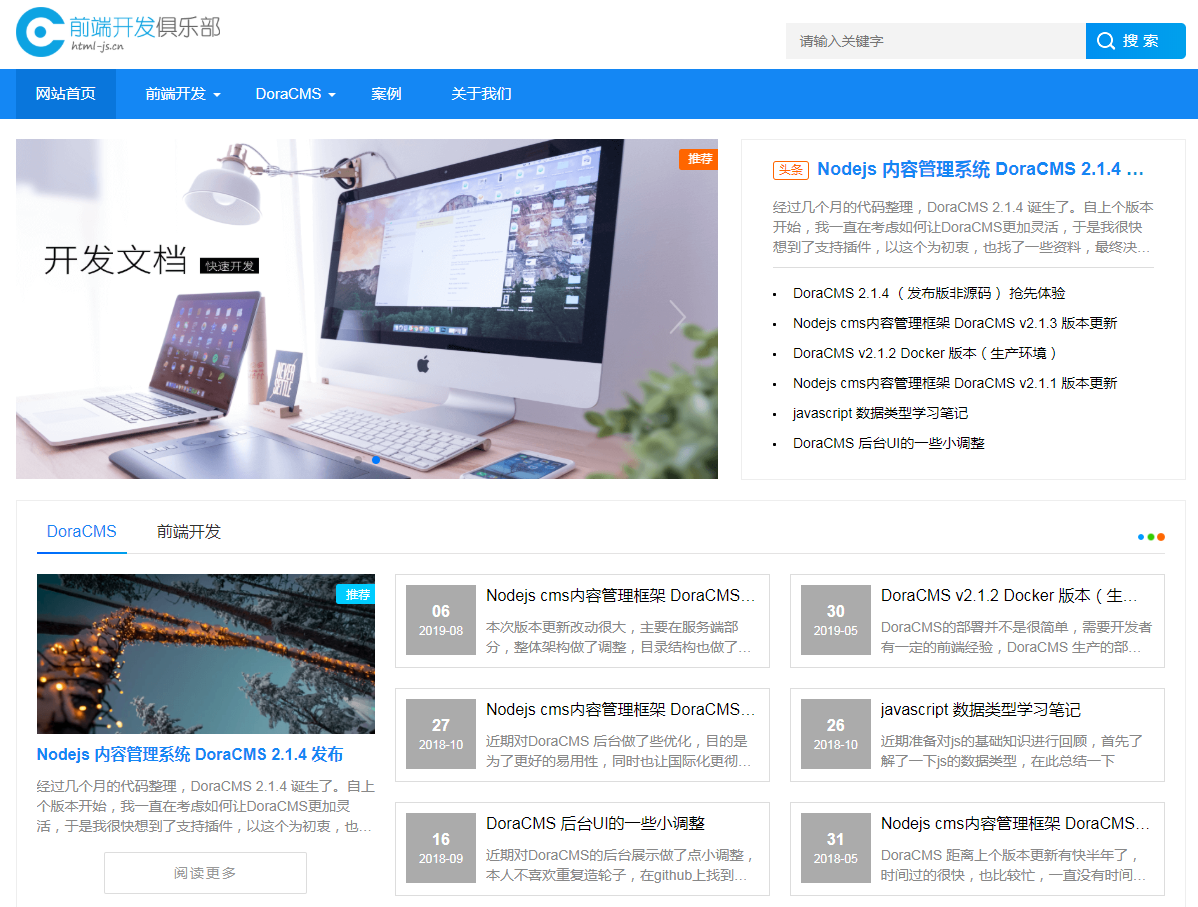 前端开发俱乐部
html-js.cn
请输入关键字
搜 索
网站首页
前端开发
DoraCMS
案例
关于我们
推荐
开发文档
快速开发
NEVER
SETTLE
头条
Nodejs 内容管理系统 DoraCMS 2.1.4 ...
经过几个月的代码整理，DoraCMS 2.1.4 诞生了。自上个版本
开始，我一直在考虑如何让DoraCMS更加灵活，于是我很快
想到了支持插件，以这个为初衷，也找了一些资料，最终决...
DoraCMS 2.1.4 （ 发布版非源码 ） 抢先体验
Nodejs cms内容管理框架 DoraCMS v2.1.3 版本更新
DoraCMS v2.1.2 Docker 版本（ 生产环境 ）
Nodejs cms内容管理框架 DoraCMS v2.1.1 版本更新
javascript 数据类型学习笔记
DoraCMS 后台UI的一些小调整
DoraCMS
前端开发
推荐
Nodejs 内容管理系统 DoraCMS 2.1.4 发布
经过几个月的代码整理，DoraCMS 2.1.4 诞生了。自上
个版本开始，我一直在考虑如何让DoraCMS更加灵
活，于是我很快想到了支持插件，以这个为初衷，也...
阅读更多
06
2019-08
Nodejs cms内容管理框架 DoraCMS...
本次版本更新改动很大，主要在服务端部
分，整体架构做了调整，目录结构也做了...
30
2019-05
DoraCMS v2.1.2 Docker 版本（ 生...
DoraCMS的部署并不是很简单，需要开发者
有一定的前端经验，DoraCMS 生产的部...
27
2018-10
Nodejs cms内容管理框架 DoraCMS...
近期对DoraCMS 后台做了些优化，目的是
为了更好的易用性，同时也让国际化更彻...
26
2018-10
javascript 数据类型学习笔记
近期准备对js的基础知识进行回顾，首先了
解了一下js的数据类型，在此总结一下
16
2018-09
DoraCMS 后台UI的一些小调整
近期对DoraCMS的后台展示做了点小调整，
本人不喜欢重复造轮子，在github上找到...
31
2018-05
Nodejs cms内容管理框架 DoraCMS...
DoraCMS 距离上个版本更新有快半年了，
时间过的很快，也比较忙，一直没有时间...